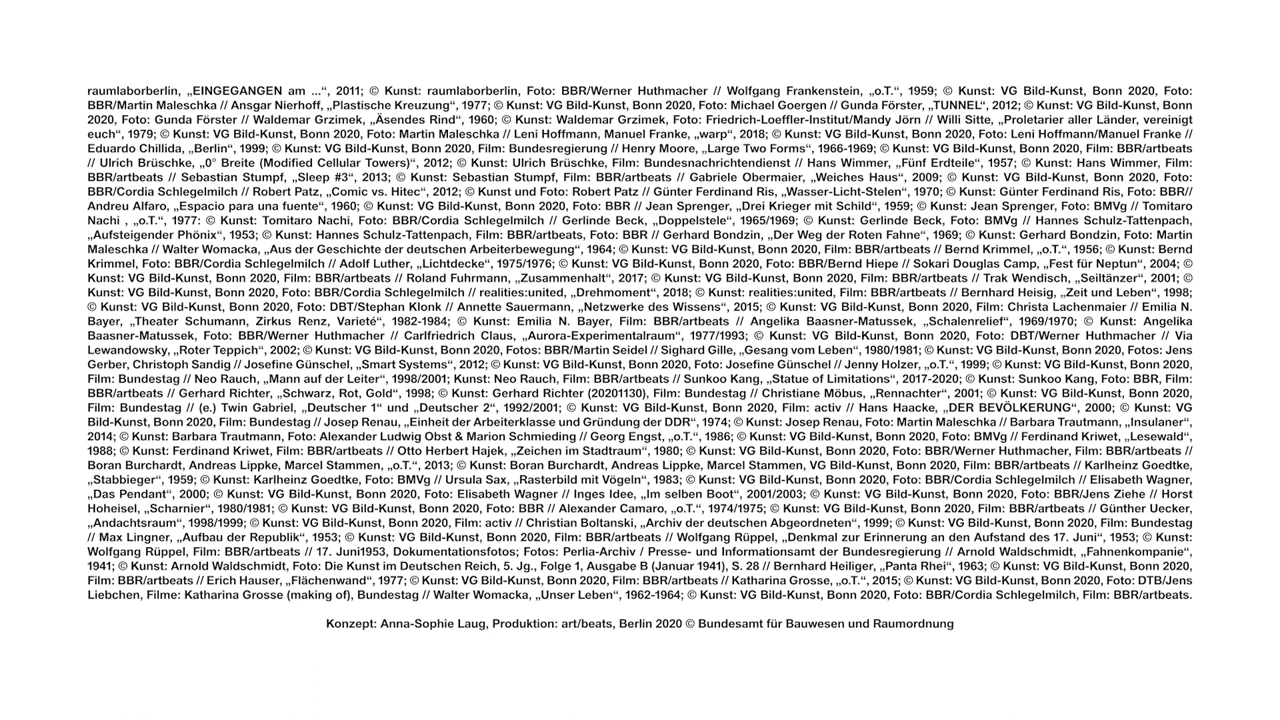 raumlaborberlin, „EINGEGANGEN am ...“, 2011; © Kunst: raumlaborberlin, Foto: BBR/Werner Huthmacher // Wolfgang Frankenstein, „o.T.“, 1959; © Kunst: VG Bild-Kunst, Bonn 2020, Foto:
BBR/Martin Maleschka // Ansgar Nierhoff, „Plastische Kreuzung“, 1977; © Kunst: VG Bild-Kunst, Bonn 2020, Foto: Michael Goergen // Gunda Förster, „TUNNEL“, 2012; © Kunst: VG Bild-Kunst, Bonn
2020, Foto: Gunda Förster // Waldemar Grzimek, „Äsendes Rind“, 1960; © Kunst: Waldemar Grzimek, Foto: Friedrich-Loeffler-Institut/Mandy Jörn // Willi Sitte, „Proletarier aller Länder, vereinigt
euch“, 1979; © Kunst: VG Bild-Kunst, Bonn 2020, Foto: Martin Maleschka // Leni Hoffmann, Manuel Franke, „warp“, 2018; © Kunst: VG Bild-Kunst, Bonn 2020, Foto: Leni Hoffmann/Manuel Franke //
Eduardo Chillida, „Berlin“, 1999; © Kunst: VG Bild-Kunst, Bonn 2020, Film: Bundesregierung // Henry Moore, „Large Two Forms“, 1966-1969; © Kunst: VG Bild-Kunst, Bonn 2020, Film: BBR/artbeats
// Ulrich Brüschke, „0° Breite (Modified Cellular Towers)“, 2012; © Kunst: Ulrich Brüschke, Film: Bundesnachrichtendienst // Hans Wimmer, „Fünf Erdteile“, 1957; © Kunst: Hans Wimmer, Film:
BBR/artbeats // Sebastian Stumpf, „Sleep #3“, 2013; © Kunst: Sebastian Stumpf, Film: BBR/artbeats // Gabriele Obermaier, „Weiches Haus“, 2009; © Kunst: VG Bild-Kunst, Bonn 2020, Foto:
BBR/Cordia Schlegelmilch // Robert Patz, „Comic vs. Hitec“, 2012; © Kunst und Foto: Robert Patz // Günter Ferdinand Ris, „Wasser-Licht-Stelen“, 1970; © Kunst: Günter Ferdinand Ris, Foto: BBR//
Andreu Alfaro, „Espacio para una fuente“, 1960; © Kunst: VG Bild-Kunst, Bonn 2020, Foto: BBR // Jean Sprenger, „Drei Krieger mit Schild“, 1959; © Kunst: Jean Sprenger, Foto: BMVg // Tomitaro
Nachi , „o.T.“, 1977: © Kunst: Tomitaro Nachi, Foto: BBR/Cordia Schlegelmilch // Gerlinde Beck, „Doppelstele“, 1965/1969; © Kunst: Gerlinde Beck, Foto: BMVg // Hannes Schulz-Tattenpach,
„Aufsteigender Phönix“, 1953; © Kunst: Hannes Schulz-Tattenpach, Film: BBR/artbeats, Foto: BBR // Gerhard Bondzin, „Der Weg der Roten Fahne“, 1969; © Kunst: Gerhard Bondzin, Foto: Martin
Maleschka // Walter Womacka, „Aus der Geschichte der deutschen Arbeiterbewegung“, 1964; © Kunst: VG Bild-Kunst, Bonn 2020, Film: BBR/artbeats // Bernd Krimmel, „o.T.“, 1956; © Kunst: Bernd
Krimmel, Foto: BBR/Cordia Schlegelmilch // Adolf Luther, „Lichtdecke“, 1975/1976; © Kunst: VG Bild-Kunst, Bonn 2020, Foto: BBR/Bernd Hiepe // Sokari Douglas Camp, „Fest für Neptun“, 2004; ©
Kunst: VG Bild-Kunst, Bonn 2020, Film: BBR/artbeats // Roland Fuhrmann, „Zusammenhalt“, 2017; © Kunst: VG Bild-Kunst, Bonn 2020, Film: BBR/artbeats // Trak Wendisch, „Seiltänzer“, 2001; ©
Kunst: VG Bild-Kunst, Bonn 2020, Foto: BBR/Cordia Schlegelmilch // realities:united, „Drehmoment“, 2018; © Kunst: realities:united, Film: BBR/artbeats // Bernhard Heisig, „Zeit und Leben“, 1998;
© Kunst: VG Bild-Kunst, Bonn 2020, Foto: DBT/Stephan Klonk // Annette Sauermann, „Netzwerke des Wissens“, 2015; © Kunst: VG Bild-Kunst, Bonn 2020, Film: Christa Lachenmaier // Emilia N.
Bayer, „Theater Schumann, Zirkus Renz, Varieté“, 1982-1984; © Kunst: Emilia N. Bayer, Film: BBR/artbeats // Angelika Baasner-Matussek, „Schalenrelief“, 1969/1970; © Kunst: Angelika
Baasner-Matussek, Foto: BBR/Werner Huthmacher // Carlfriedrich Claus, „Aurora-Experimentalraum“, 1977/1993; © Kunst: VG Bild-Kunst, Bonn 2020, Foto: DBT/Werner Huthmacher // Via
Lewandowsky, „Roter Teppich“, 2002; © Kunst: VG Bild-Kunst, Bonn 2020, Fotos: BBR/Martin Seidel // Sighard Gille, „Gesang vom Leben“, 1980/1981; © Kunst: VG Bild-Kunst, Bonn 2020, Fotos: Jens
Gerber, Christoph Sandig // Josefine Günschel, „Smart Systems“, 2012; © Kunst: VG Bild-Kunst, Bonn 2020, Foto: Josefine Günschel // Jenny Holzer, „o.T.“, 1999; © Kunst: VG Bild-Kunst, Bonn 2020,
Film: Bundestag // Neo Rauch, „Mann auf der Leiter“, 1998/2001; Kunst: Neo Rauch, Film: BBR/artbeats // Sunkoo Kang, „Statue of Limitations“, 2017-2020; © Kunst: Sunkoo Kang, Foto: BBR, Film:
BBR/artbeats // Gerhard Richter, „Schwarz, Rot, Gold“, 1998; © Kunst: Gerhard Richter (20201130), Film: Bundestag // Christiane Möbus, „Rennachter“, 2001; © Kunst: VG Bild-Kunst, Bonn 2020,
Film: Bundestag // (e.) Twin Gabriel, „Deutscher 1“ und „Deutscher 2“, 1992/2001; © Kunst: VG Bild-Kunst, Bonn 2020, Film: activ // Hans Haacke, „DER BEVÖLKERUNG“, 2000; © Kunst: VG
Bild-Kunst, Bonn 2020, Film: Bundestag // Josep Renau, „Einheit der Arbeiterklasse und Gründung der DDR“, 1974; © Kunst: Josep Renau, Foto: Martin Maleschka // Barbara Trautmann, „Insulaner“,
2014; © Kunst: Barbara Trautmann, Foto: Alexander Ludwig Obst & Marion Schmieding // Georg Engst, „o.T.“, 1986; © Kunst: VG Bild-Kunst, Bonn 2020, Foto: BMVg // Ferdinand Kriwet, „Lesewald“,
1988; © Kunst: Ferdinand Kriwet, Film: BBR/artbeats // Otto Herbert Hajek, „Zeichen im Stadtraum“, 1980; © Kunst: VG Bild-Kunst, Bonn 2020, Foto: BBR/Werner Huthmacher, Film: BBR/artbeats //
Boran Burchardt, Andreas Lippke, Marcel Stammen, „o.T.“, 2013; © Kunst: Boran Burchardt, Andreas Lippke, Marcel Stammen, VG Bild-Kunst, Bonn 2020, Film: BBR/artbeats // Karlheinz Goedtke,
„Stabbieger“, 1959; © Kunst: Karlheinz Goedtke, Foto: BMVg // Ursula Sax, „Rasterbild mit Vögeln“, 1983; © Kunst: VG Bild-Kunst, Bonn 2020, Foto: BBR/Cordia Schlegelmilch // Elisabeth Wagner,
„Das Pendant“, 2000; © Kunst: VG Bild-Kunst, Bonn 2020, Foto: Elisabeth Wagner // Inges Idee, „Im selben Boot“, 2001/2003; © Kunst: VG Bild-Kunst, Bonn 2020, Foto: BBR/Jens Ziehe // Horst
Hoheisel, „Scharnier“, 1980/1981; © Kunst: VG Bild-Kunst, Bonn 2020, Foto: BBR // Alexander Camaro, „o.T.“, 1974/1975; © Kunst: VG Bild-Kunst, Bonn 2020, Film: BBR/artbeats // Günther Uecker,
„Andachtsraum“, 1998/1999; © Kunst: VG Bild-Kunst, Bonn 2020, Film: activ // Christian Boltanski, „Archiv der deutschen Abgeordneten“, 1999; © Kunst: VG Bild-Kunst, Bonn 2020, Film: Bundestag
// Max Lingner, „Aufbau der Republik“, 1953; © Kunst: VG Bild-Kunst, Bonn 2020, Film: BBR/artbeats // Wolfgang Rüppel, „Denkmal zur Erinnerung an den Aufstand des 17. Juni“, 1953; © Kunst:
Wolfgang Rüppel, Film: BBR/artbeats // 17. Juni1953, Dokumentationsfotos; Fotos: Perlia-Archiv / Presse- und Informationsamt der Bundesregierung // Arnold Waldschmidt, „Fahnenkompanie“,
1941; © Kunst: Arnold Waldschmidt, Foto: Die Kunst im Deutschen Reich, 5. Jg., Folge 1, Ausgabe B (Januar 1941), S. 28 // Bernhard Heiliger, „Panta Rhei“, 1963; © Kunst: VG Bild-Kunst, Bonn 2020,
Film: BBR/artbeats // Erich Hauser, „Flächenwand“, 1977; © Kunst: VG Bild-Kunst, Bonn 2020, Film: BBR/artbeats // Katharina Grosse, „o.T.“, 2015; © Kunst: VG Bild-Kunst, Bonn 2020, Foto: DTB/Jens
Liebchen, Filme: Katharina Grosse (making of), Bundestag // Walter Womacka, „Unser Leben“, 1962-1964; © Kunst: VG Bild-Kunst, Bonn 2020, Foto: BBR/Cordia Schlegelmilch, Film: BBR/artbeats.
Konzept: Anna-Sophie Laug, Produktion: art/beats, Berlin 2020 © Bundesamt für Bauwesen und Raumordnung